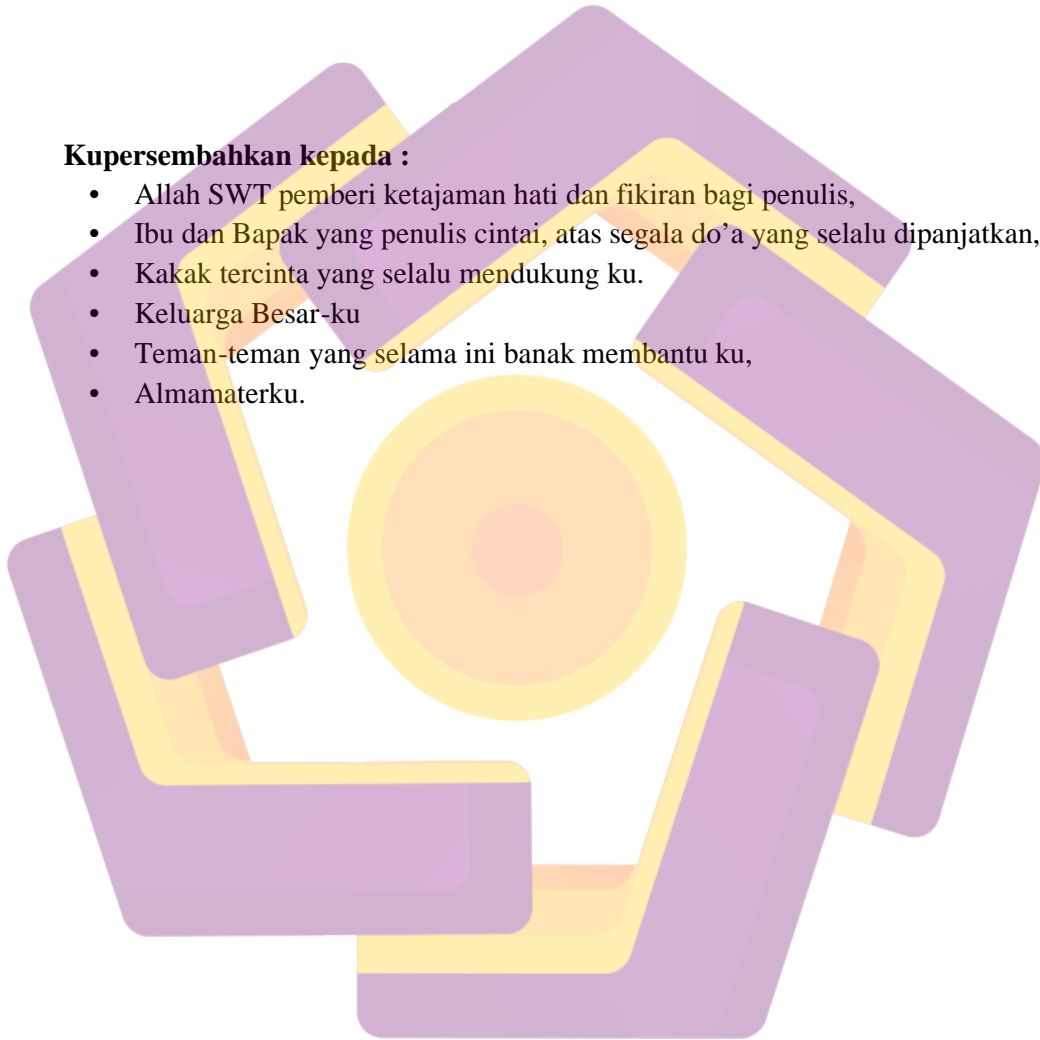 Kupersembahkan kepada :
• Allah SWT pemberi ketajaman hati dan fikiran bagi penulis,
• Ibu dan Bapak yang penulis cintai, atas segala do’a yang selalu dipanjatkan,
• Kakak tercinta yang selalu mendukung ku.
• Keluarga Besar-ku
• Teman-teman yang selama ini banak membantu ku,
• Almamaterku.